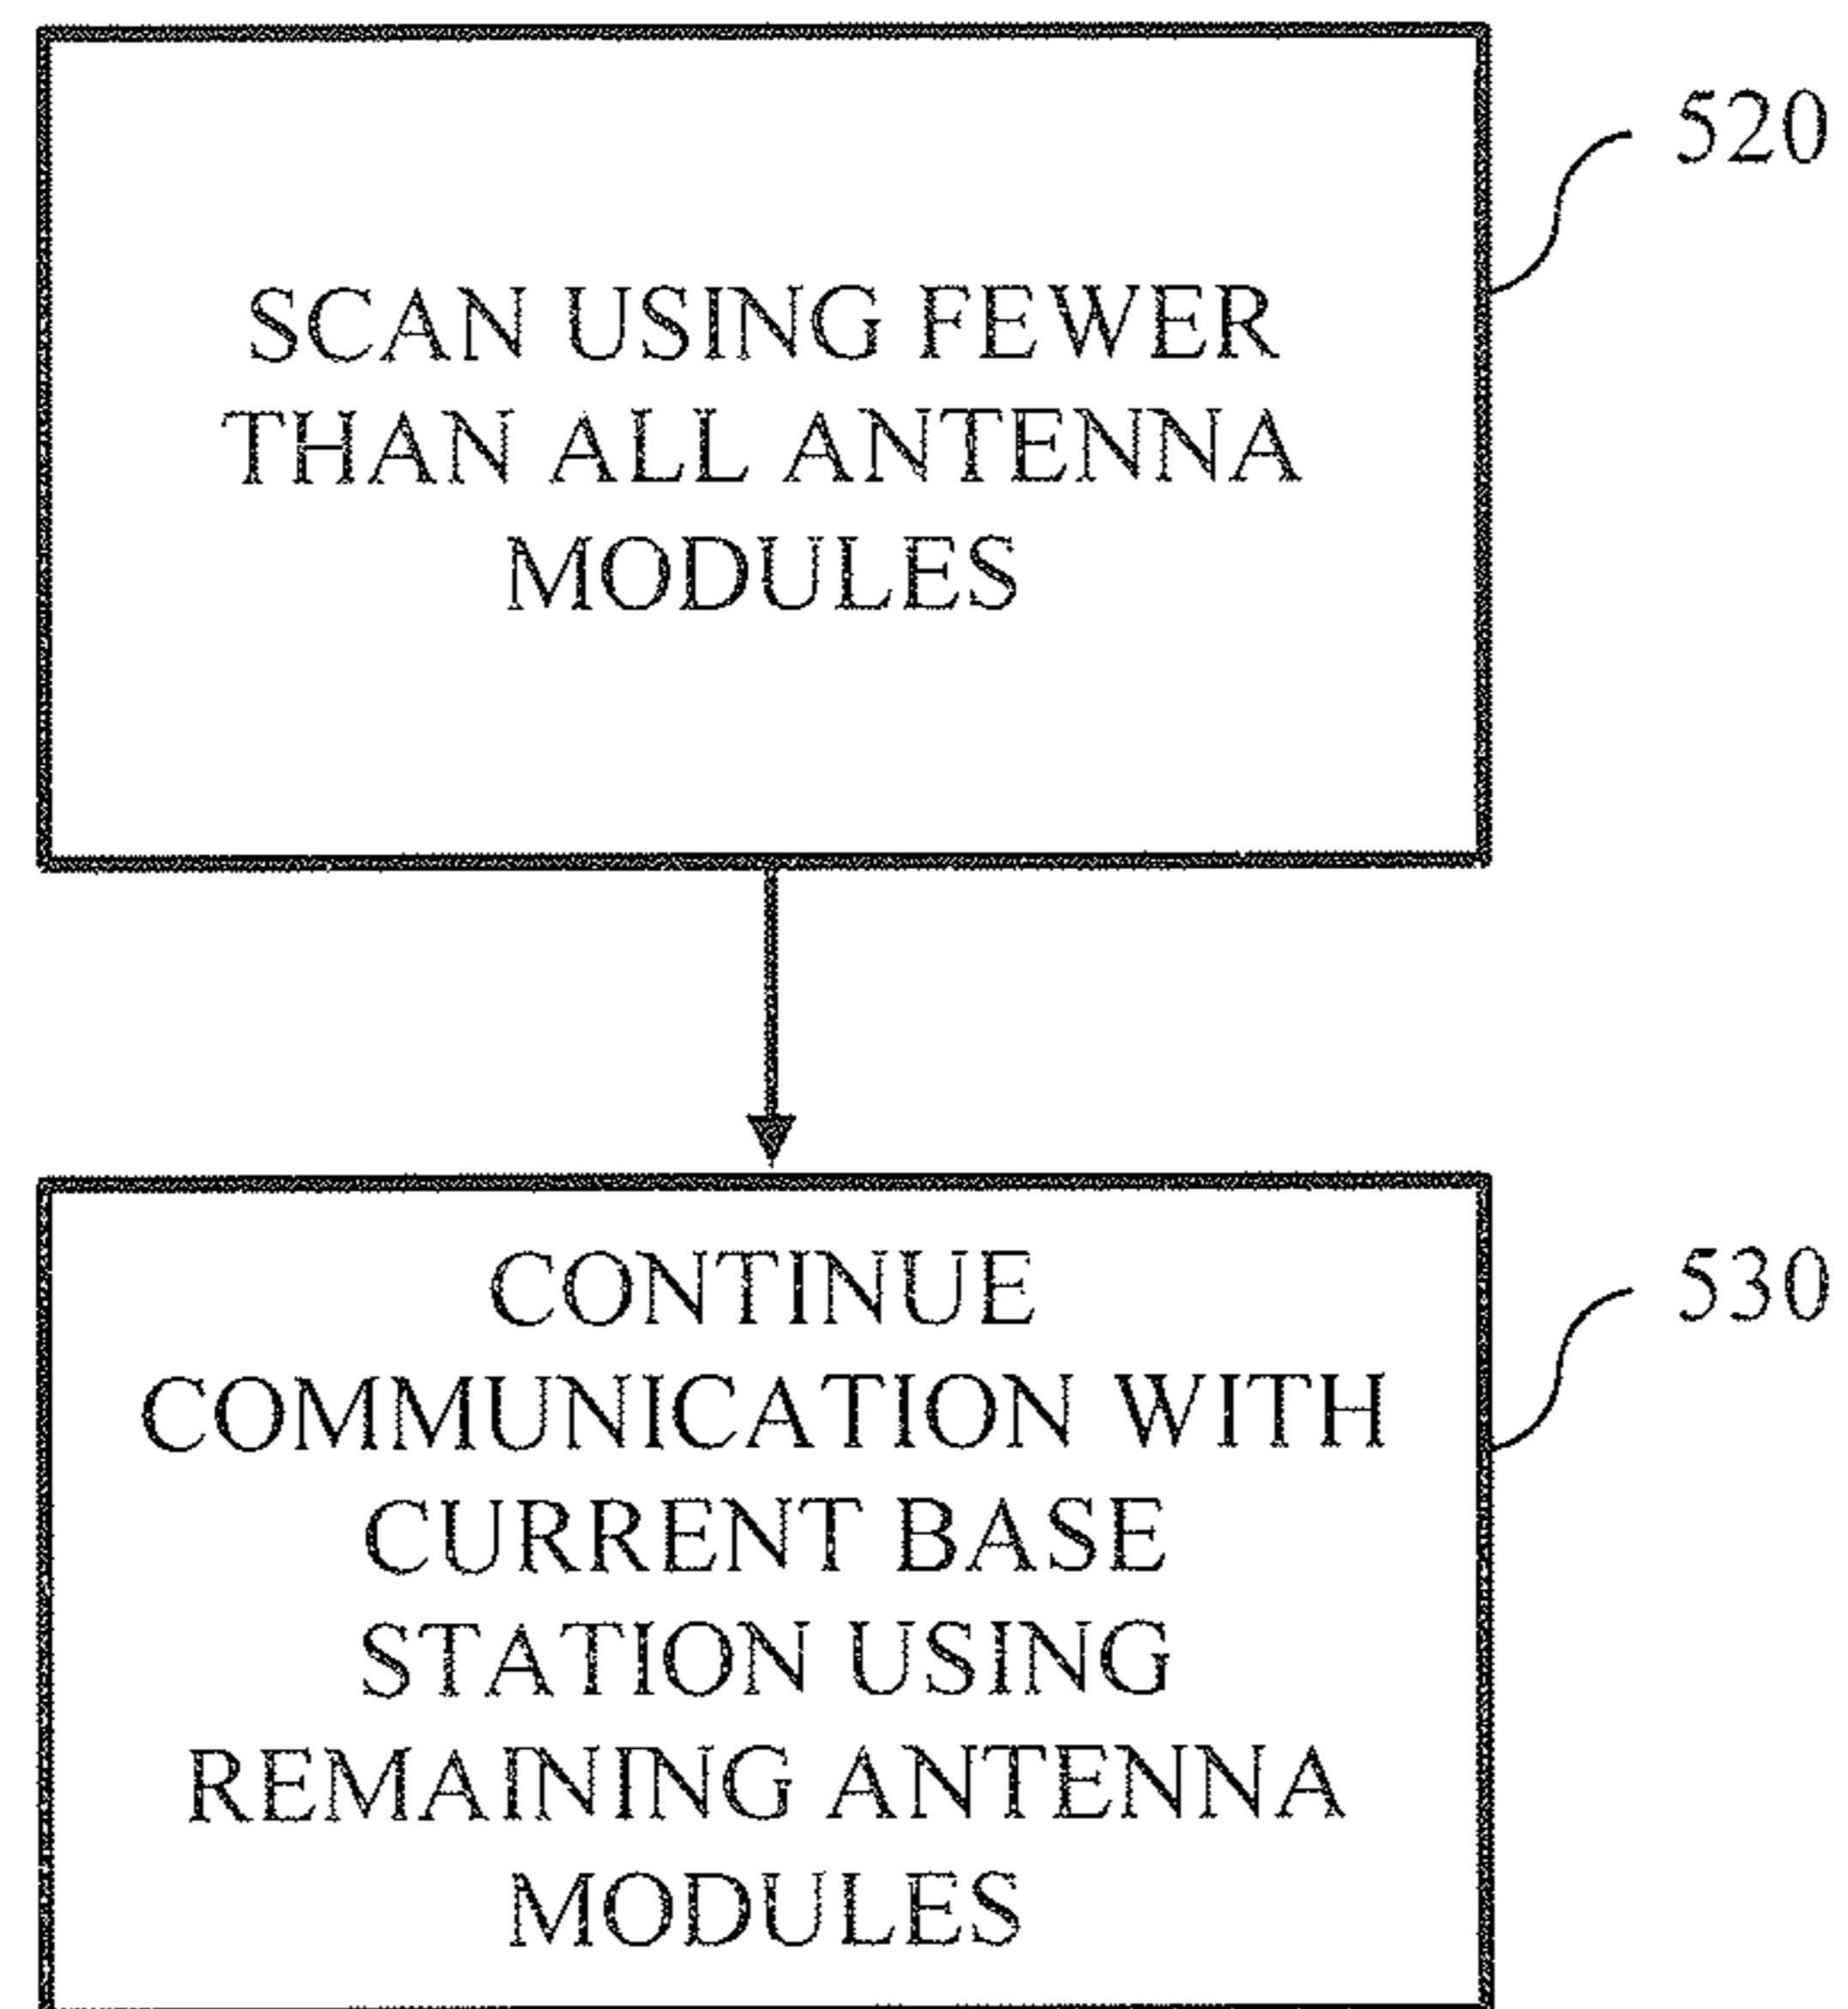 520
SCAN USING FEWER
THAN ALL ANTENNA
MODULES
530
CONTINUE
COMMUNICATION WITH
CURRENT BASE
STATION USING
REMAINING ANTENNA
MODULES